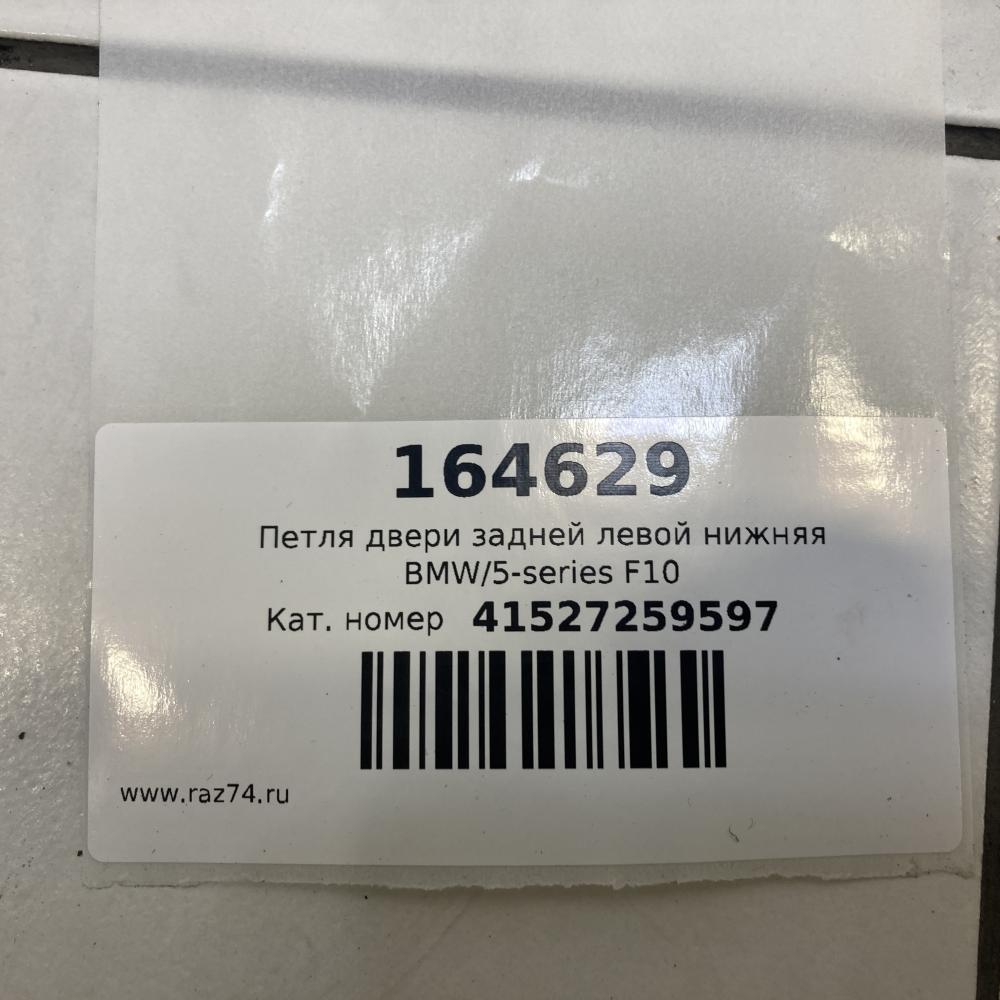 164629
Петля двери задней левой нижняя
BMW/5-series F10
Кат. номер 41527259597
www.raz74.ru